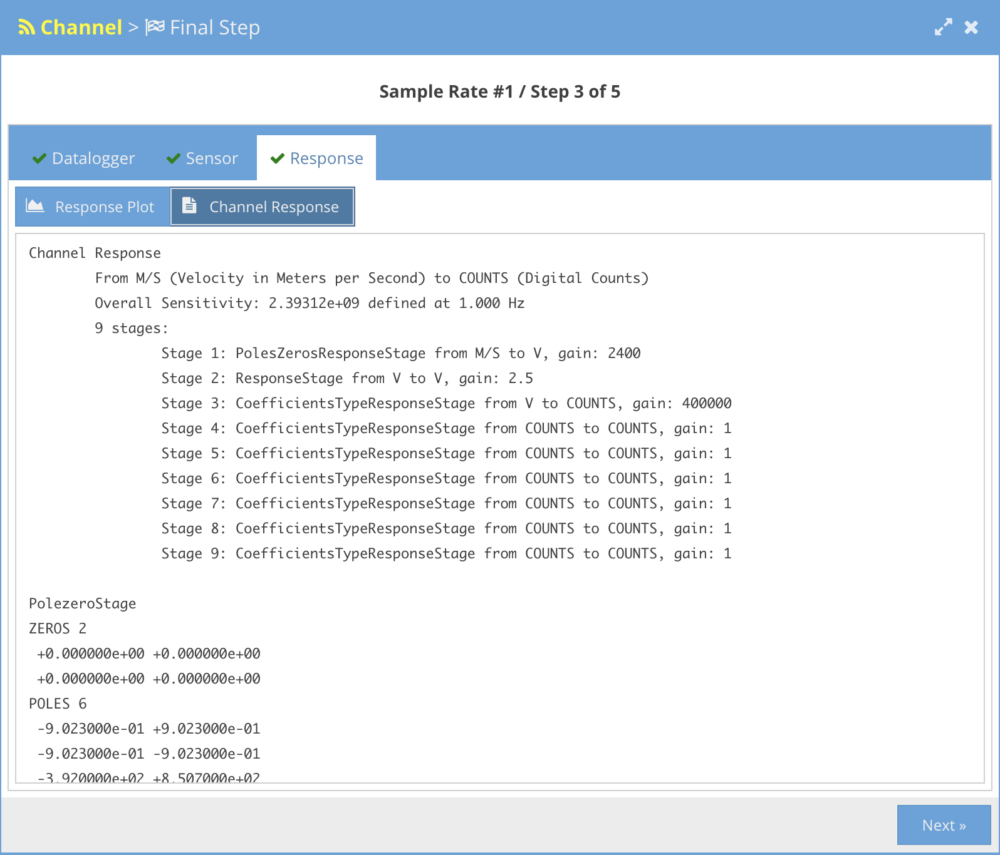 Channel > Final Step
Sample Rate #1 / Step 3 of 5
Datalogger Sensor Response
Response Plot Channel Response
Channel Response
From M/S (Velocity in Meters per Second) to COUNTS (Digital Counts)
Overall Sensitivity: 2.39312e+09 defined at 1.000 Hz
9 stages:
Stage 1: PolesZerosResponseStage from M/S to V, gain: 2400
Stage 2: ResponseStage from V to V, gain: 2.5
Stage 3: CoefficientsTypeResponseStage from V to COUNTS, gain: 400000
Stage 4: CoefficientsTypeResponseStage from COUNTS to COUNTS, gain: 1
Stage 5: CoefficientsTypeResponseStage from COUNTS to COUNTS, gain: 1
Stage 6: CoefficientsTypeResponseStage from COUNTS to COUNTS, gain: 1
Stage 7: CoefficientsTypeResponseStage from COUNTS to COUNTS, gain: 1
Stage 8: CoefficientsTypeResponseStage from COUNTS to COUNTS, gain: 1
Stage 9: CoefficientsTypeResponseStage from COUNTS to COUNTS, gain: 1
PolezeroStage
ZEROS 2
+0.000000e+00 +0.000000e+00
+0.000000e+00 +0.000000e+00
POLES 6
-9.023000e-01 +9.023000e-01
-9.023000e-01 -9.023000e-01
-3.920000e+02 +8.507000e+02
Next »